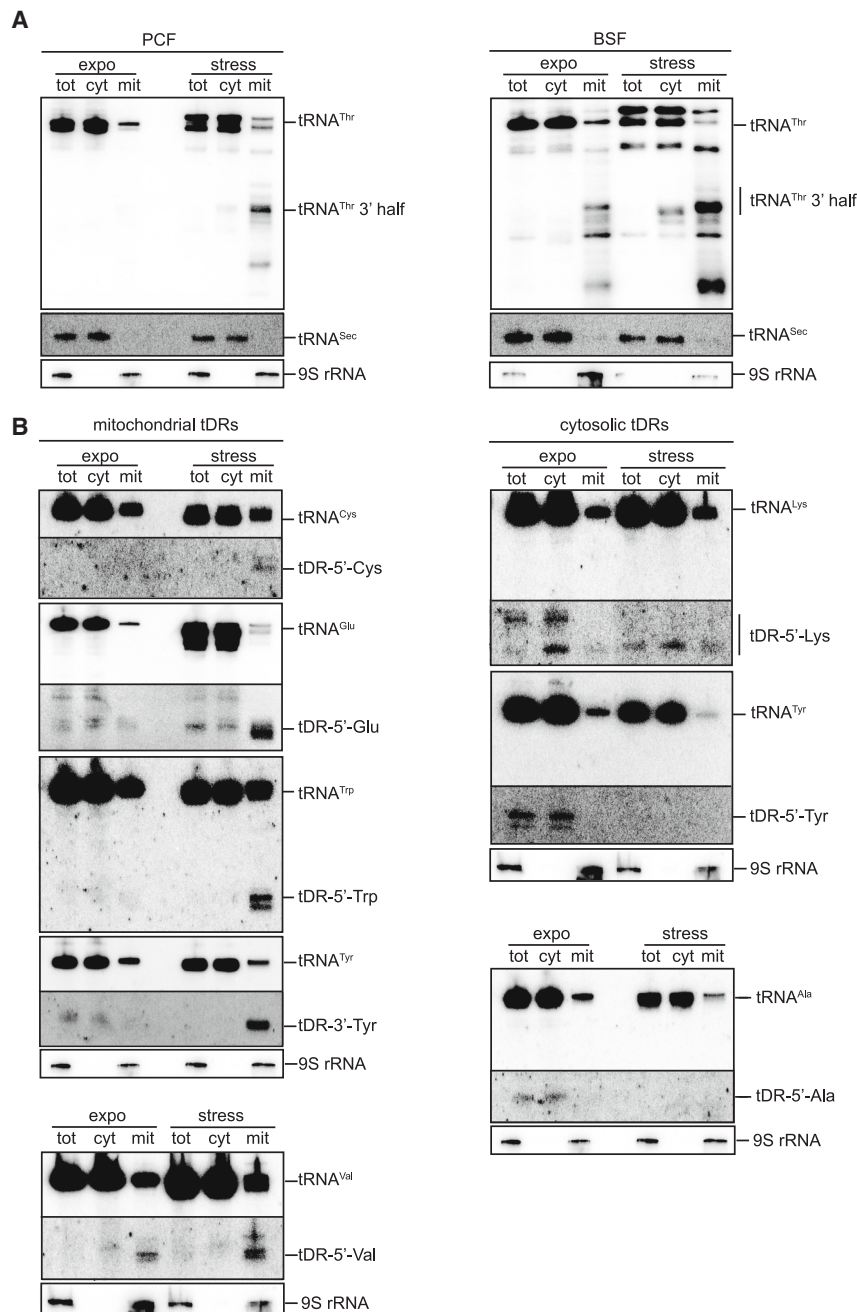 A
PCF
expo stress
tot cyt mit tot cyt mit
tRNAThr
tRNAThr 3' half
tRNASec
9S rRNA
BSF
expo stress
tot cyt mit tot cyt mit
tRNAThr
tRNAThr 3' half
tRNASec
9S rRNA
B
mitochondrial tDRs
expo stress
tot cyt mit tot cyt mit
tRNACys
tDR-5'-Cys
tRNAGlu
tDR-5'-Glu
tRNATrp
tDR-5'-Trp
tRNATyr
tDR-3'-Tyr
9S rRNA
expo stress
tot cyt mit tot cyt mit
tRNAVal
tDR-5'-Val
9S rRNA
cytosolic tDRs
expo stress
tot cyt mit tot cyt mit
tRNALys
tDR-5'-Lys
tRNATyr
tDR-5'-Tyr
9S rRNA
expo stress
tot cyt mit tot cyt mit
tRNAAla
tDR-5'-Ala
9S rRNA